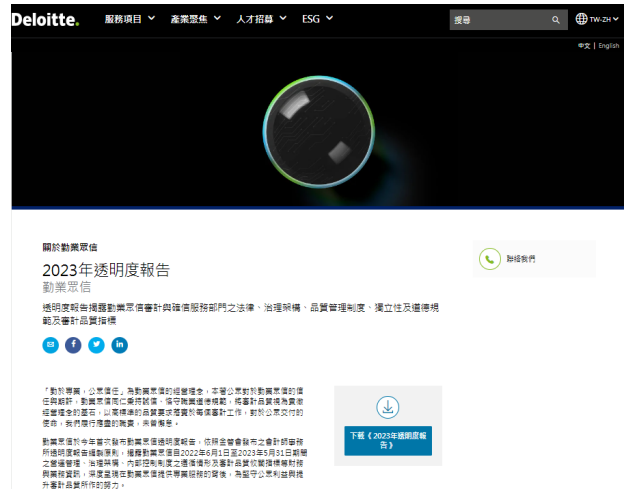 Deloitte.
服務項目 產業聚焦 人才招募 ESG 搜尋 TW-ZH
中文 | English
關於勤業眾信
聯絡我們
2023年透明度報告
勤業眾信
透明度報告揭露勤業眾信審計與確信服務部門之法律、治理架構、品質管理制度、獨立性及道德規
範及審計品質指標
「勤於專業，公眾信任」為勤業眾信的經營理念，本著公眾對於勤業眾信的信
任與期許，勤業眾信同仁秉持誠信、恪守職業道德規範，將審計品質視為實徹
經營理念的基石，以高標準的品質要求落實於每個審計工作，對於公眾交付的
使命，我們履行應盡的職責，未曾懈怠。
下載《2023年透明度報
告》
勤業眾信於今年首次發布勤業眾信透明度報告，依照金管會發布之會計師事務
所透明度報告編製原則，揭露勤業眾信自2022年6月1日至2023年5月31日期間
之營運管理、治理架構、內部控制制度之遵循情形及審計品質攸關指標等財務
與業務資訊，深度呈現在勤業眾信提供專業服務的背後，為堅守公眾利益與提
升審計品質所作的努力。